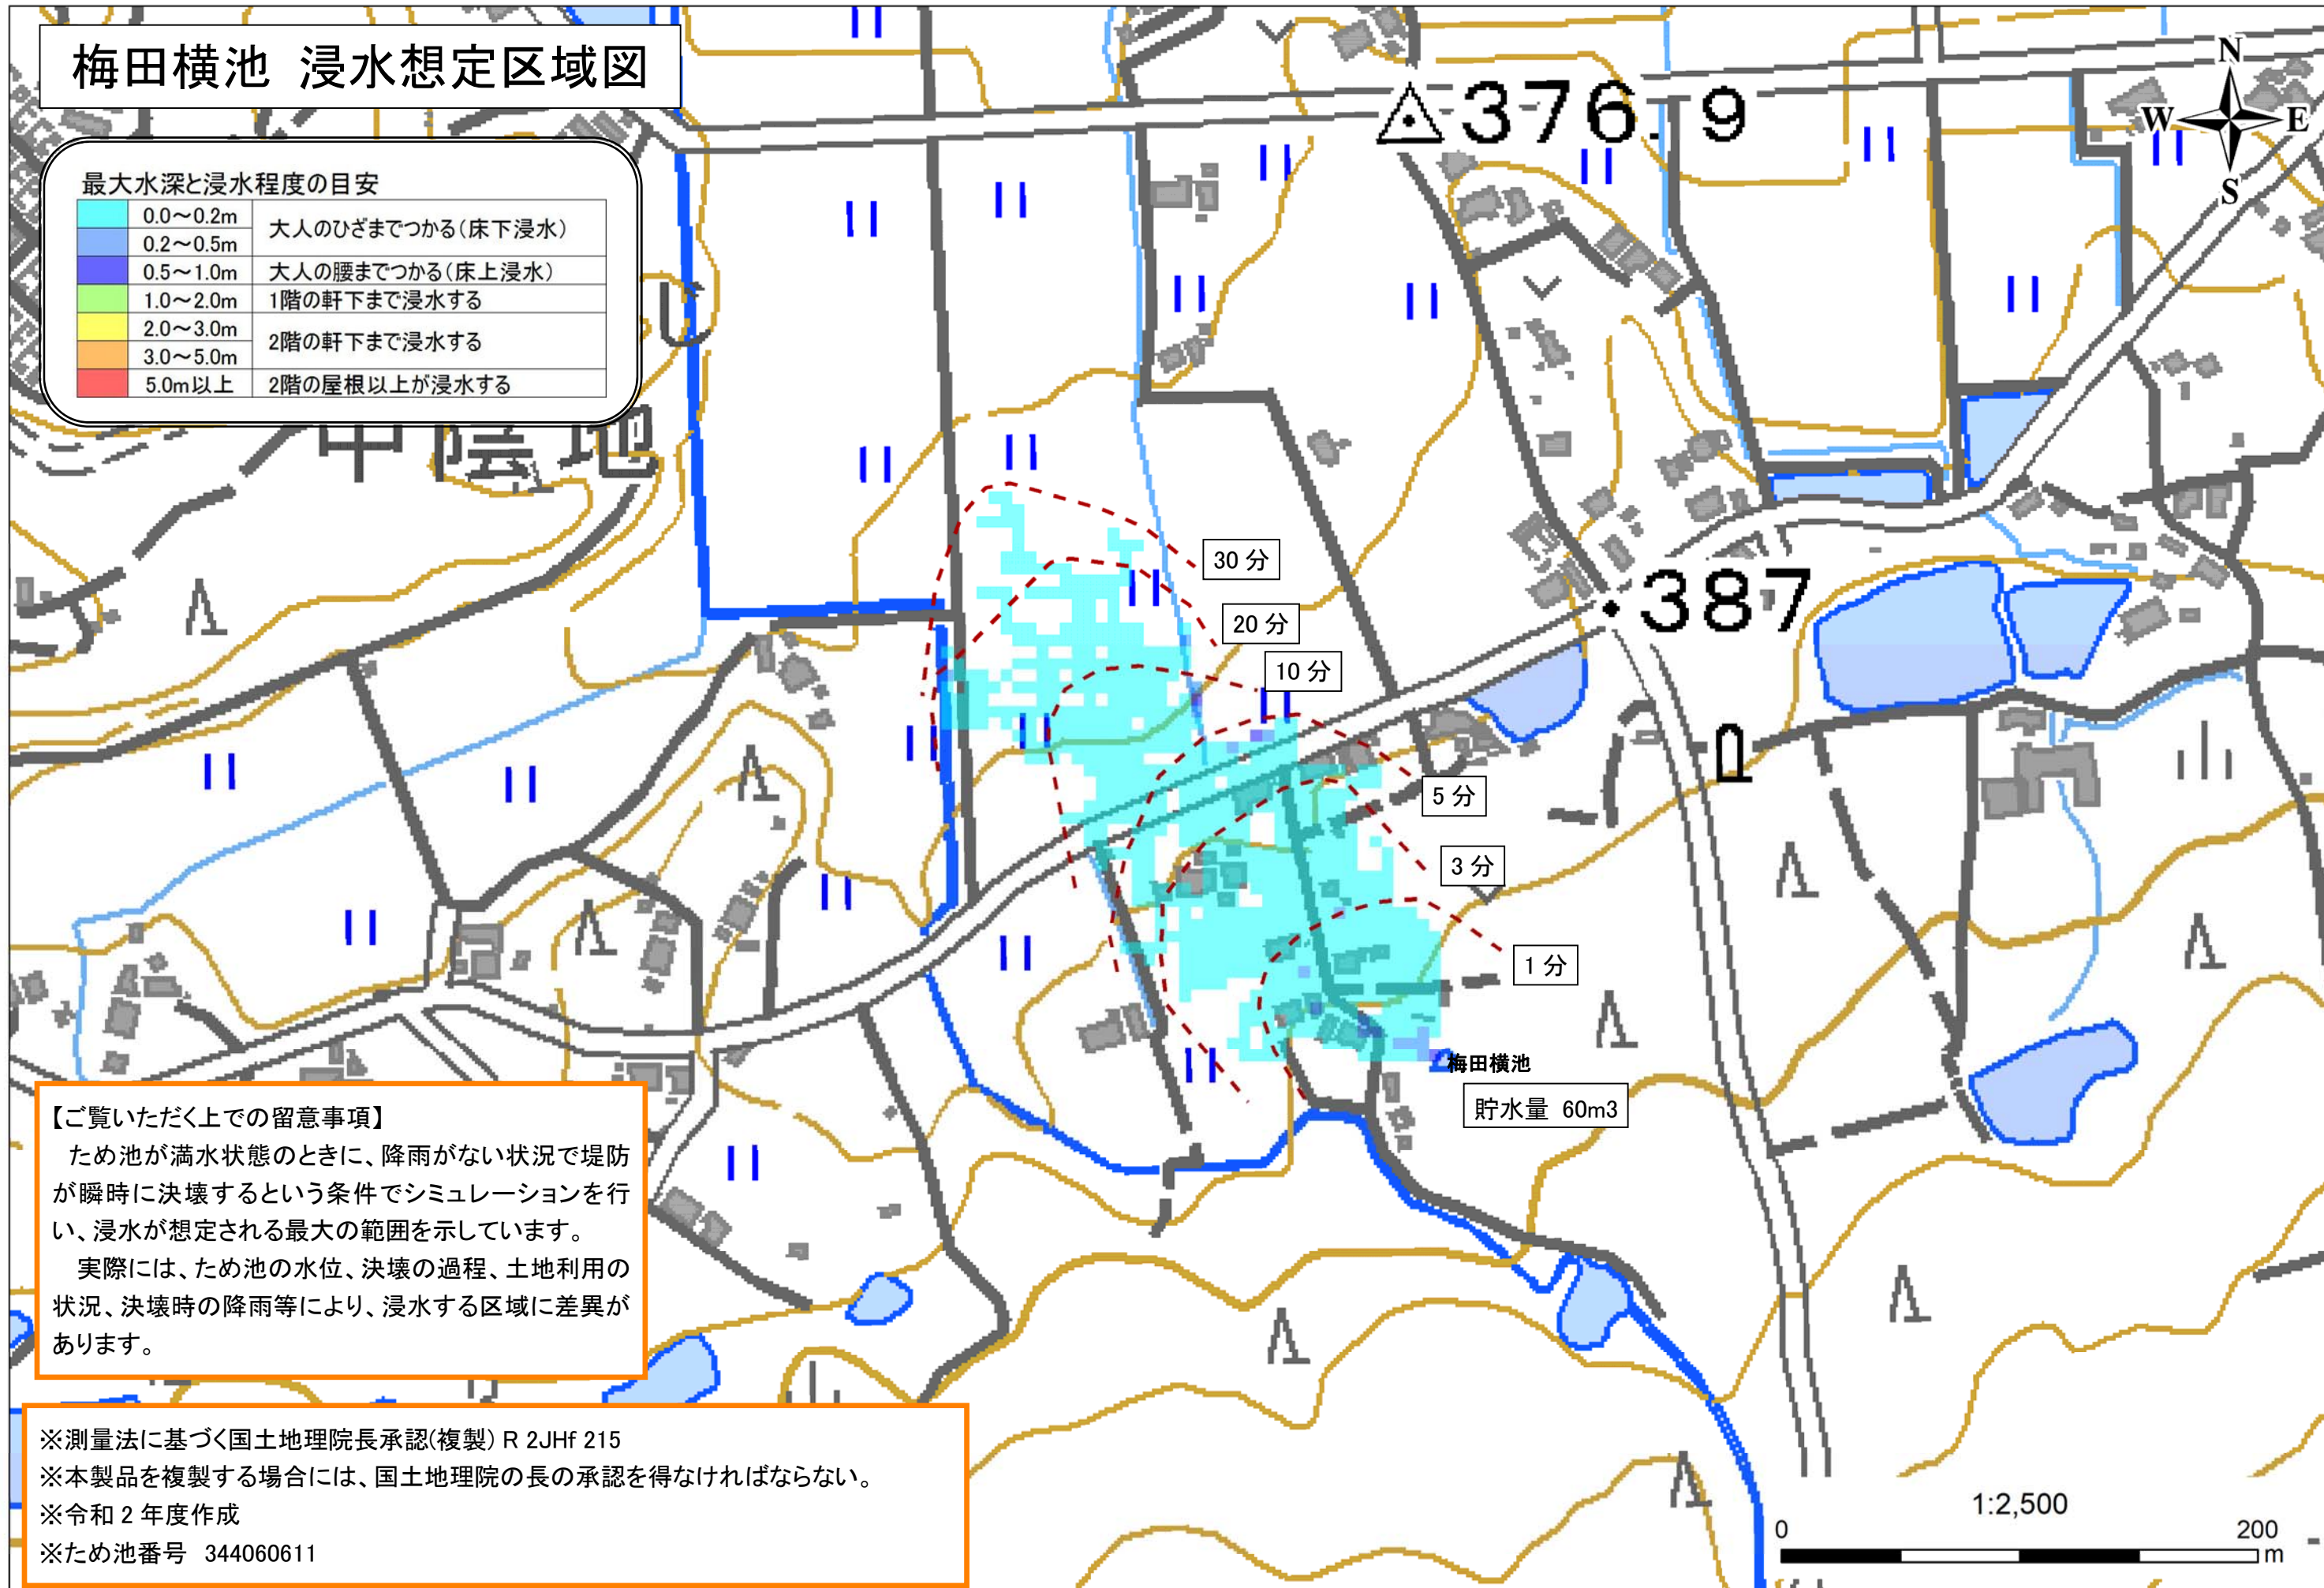 梅田横池 浸水想定区域図
最大水深と浸水程度の目安
0.0～0.2m
大人のひざまでつかる(床下浸水)
0.2～0.5m
0.5～1.0m 大人の腰までつかる(床上浸水)
1.0～2.0m 1階の軒下まで浸水する
2.0～3.0m
2階の軒下まで浸水する
3.0～5.0m
5.0m以上 2階の屋根以上が浸水する
376.9
N
W E
S
30 分
20 分
387
10 分
5 分
3 分
1 分
梅田横池
貯水量 60m3
【ご覧いただく上での留意事項】
ため池が満水状態のときに、降雨がない状況で堤防
が瞬時に決壊するという条件でシミュレーションを行
い、浸水が想定される最大の範囲を示しています。
実際には、ため池の水位、決壊の過程、土地利用の
状況、決壊時の降雨等により、浸水する区域に差異が
あります。
※測量法に基づく国土地理院長承認(複製) R 2JHf 215
※本製品を複製する場合には、国土地理院の長の承認を得なければならない。
※令和 2 年度作成
※ため池番号 344060611
1:2,500
0 200
m